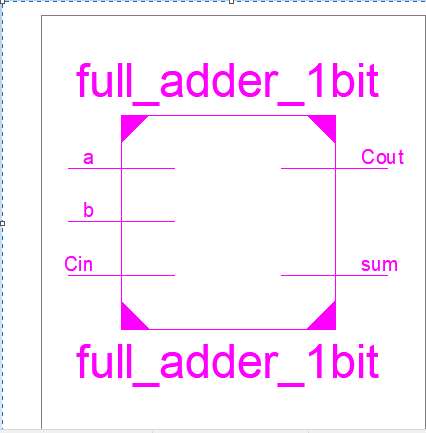 full_adder_1bit
a
Cout
b
Cin
sum
full_adder_1bit